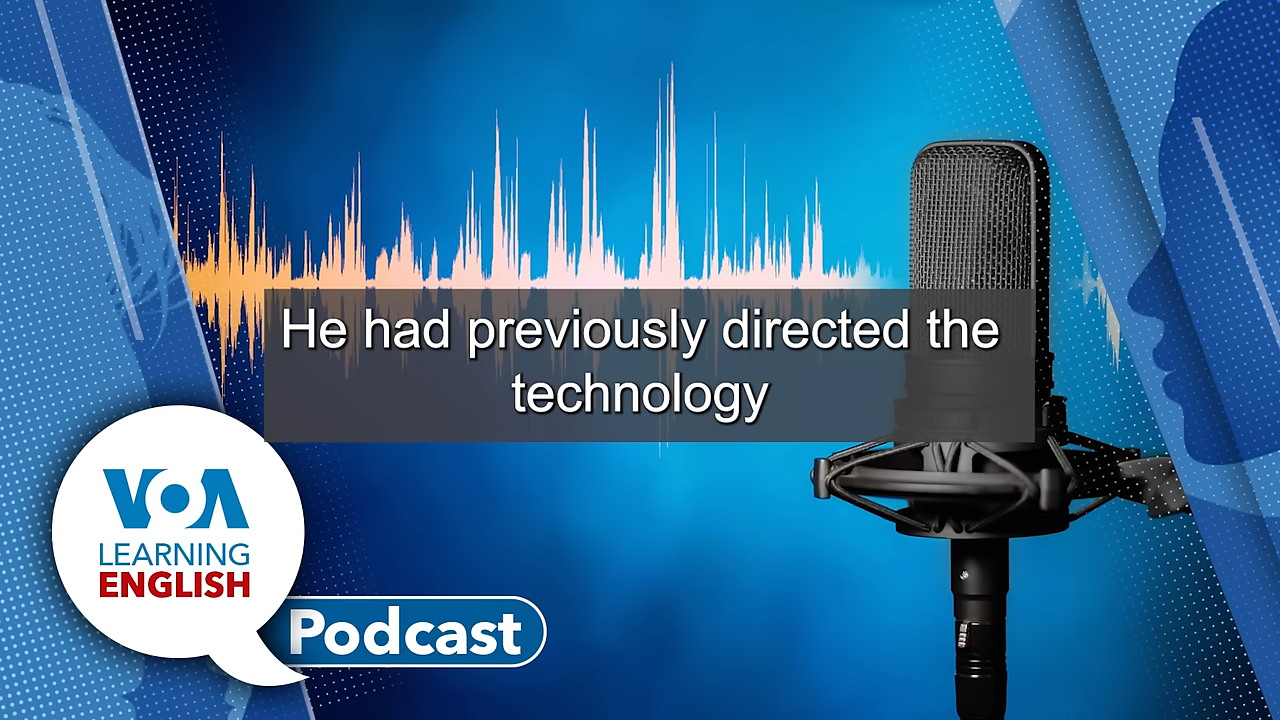 He had previously directed the
technology
VOA
LEARNING
ENGLISH
Podcast